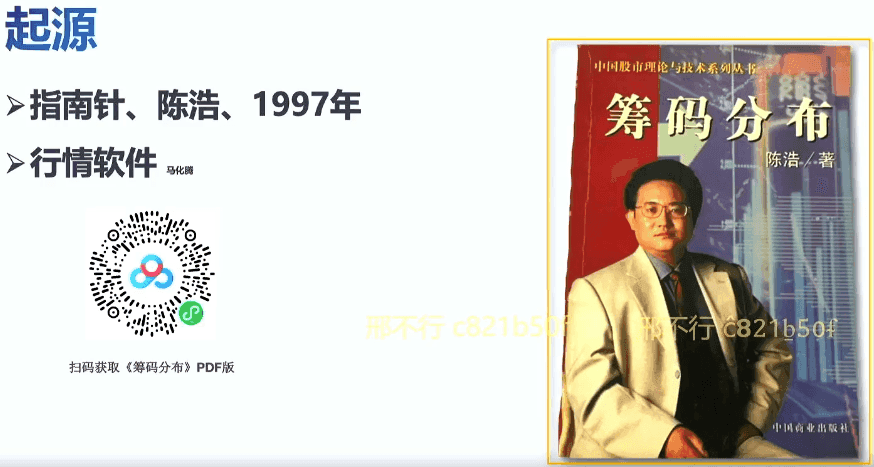 起源
➢指南针、陈浩、1997年
➢行情软件 马化腾
扫码获取《筹码分布》PDF版
中国股市理论与技术系列丛书
筹码分布
陈浩/著
邢不行 c821b50f
邢不行 c821b50f
中国商业出版社